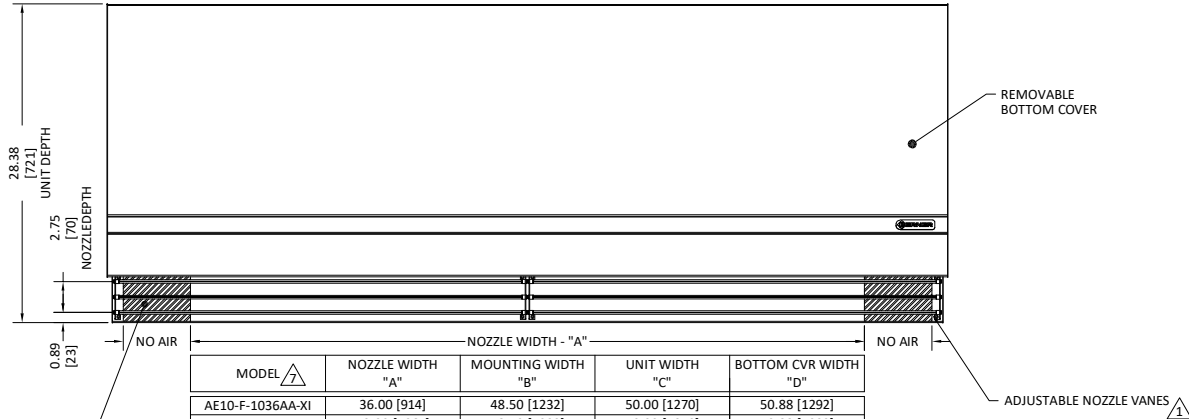 REMOVABLE
BOTTOM COVER
28.38
[721]
UNIT DEPTH
2.75
[70]
NOZZLEDEPTH
BERNER
0.89
[23]
NO AIR
NOZZLE WIDTH - "A"
NO AIR
MODEL 7
NOZZLE WIDTH
"A"
MOUNTING WIDTH
"B"
UNIT WIDTH
"C"
BOTTOM CVR WIDTH
"D"
AE10-F-1036AA-XI 36.00 [914] 48.50 [1232] 50.00 [1270] 50.88 [1292]
ADJUSTABLE NOZZLE VANES 1